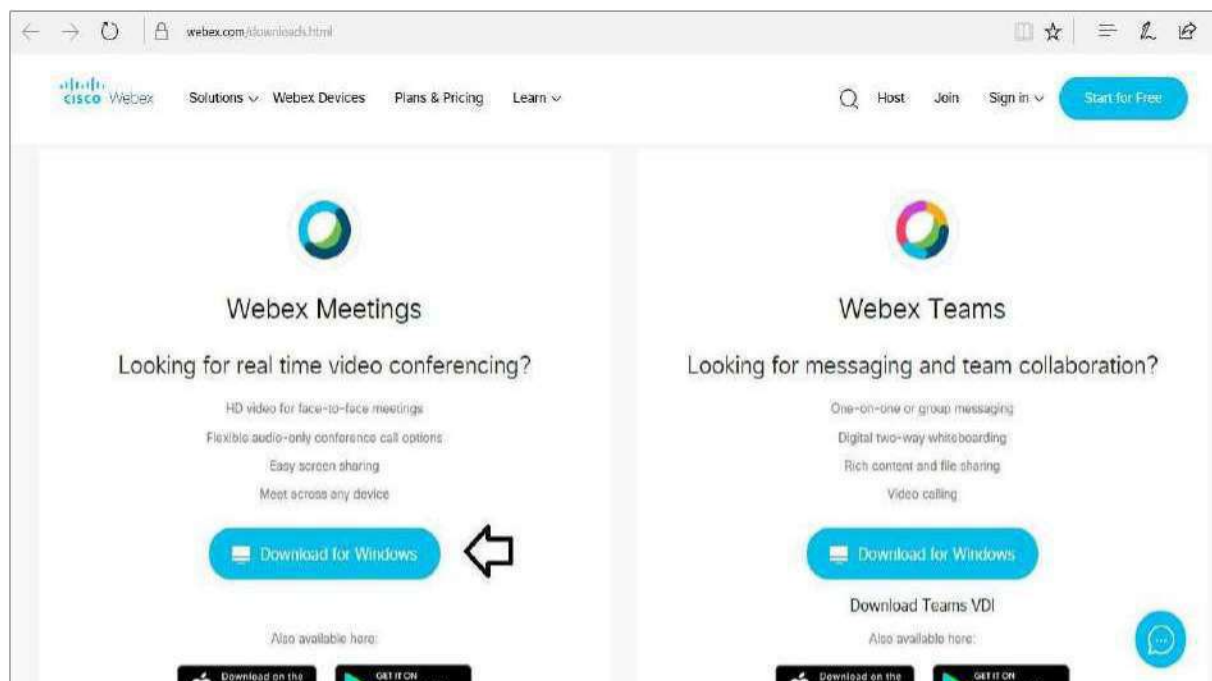 webex.com/downloads.html
CISCO Webex Solutions Webex Devices Plans & Pricing Learn Host Join Sign in Start for Free
Webex Meetings
Looking for real time video conferencing?
HD video for face-to-face meetings
Flexible audio-only conference call options
Easy screen sharing
Meet across any device
Download for Windows
Also available here:
Download on the
GET IT ON
Webex Teams
Looking for messaging and team collaboration?
One-on-one or group messaging
Digital two-way whiteboarding
Rich content and file sharing
Video calling
Download for Windows
Download Teams VDI
Also available here:
Download on the
GET IT ON